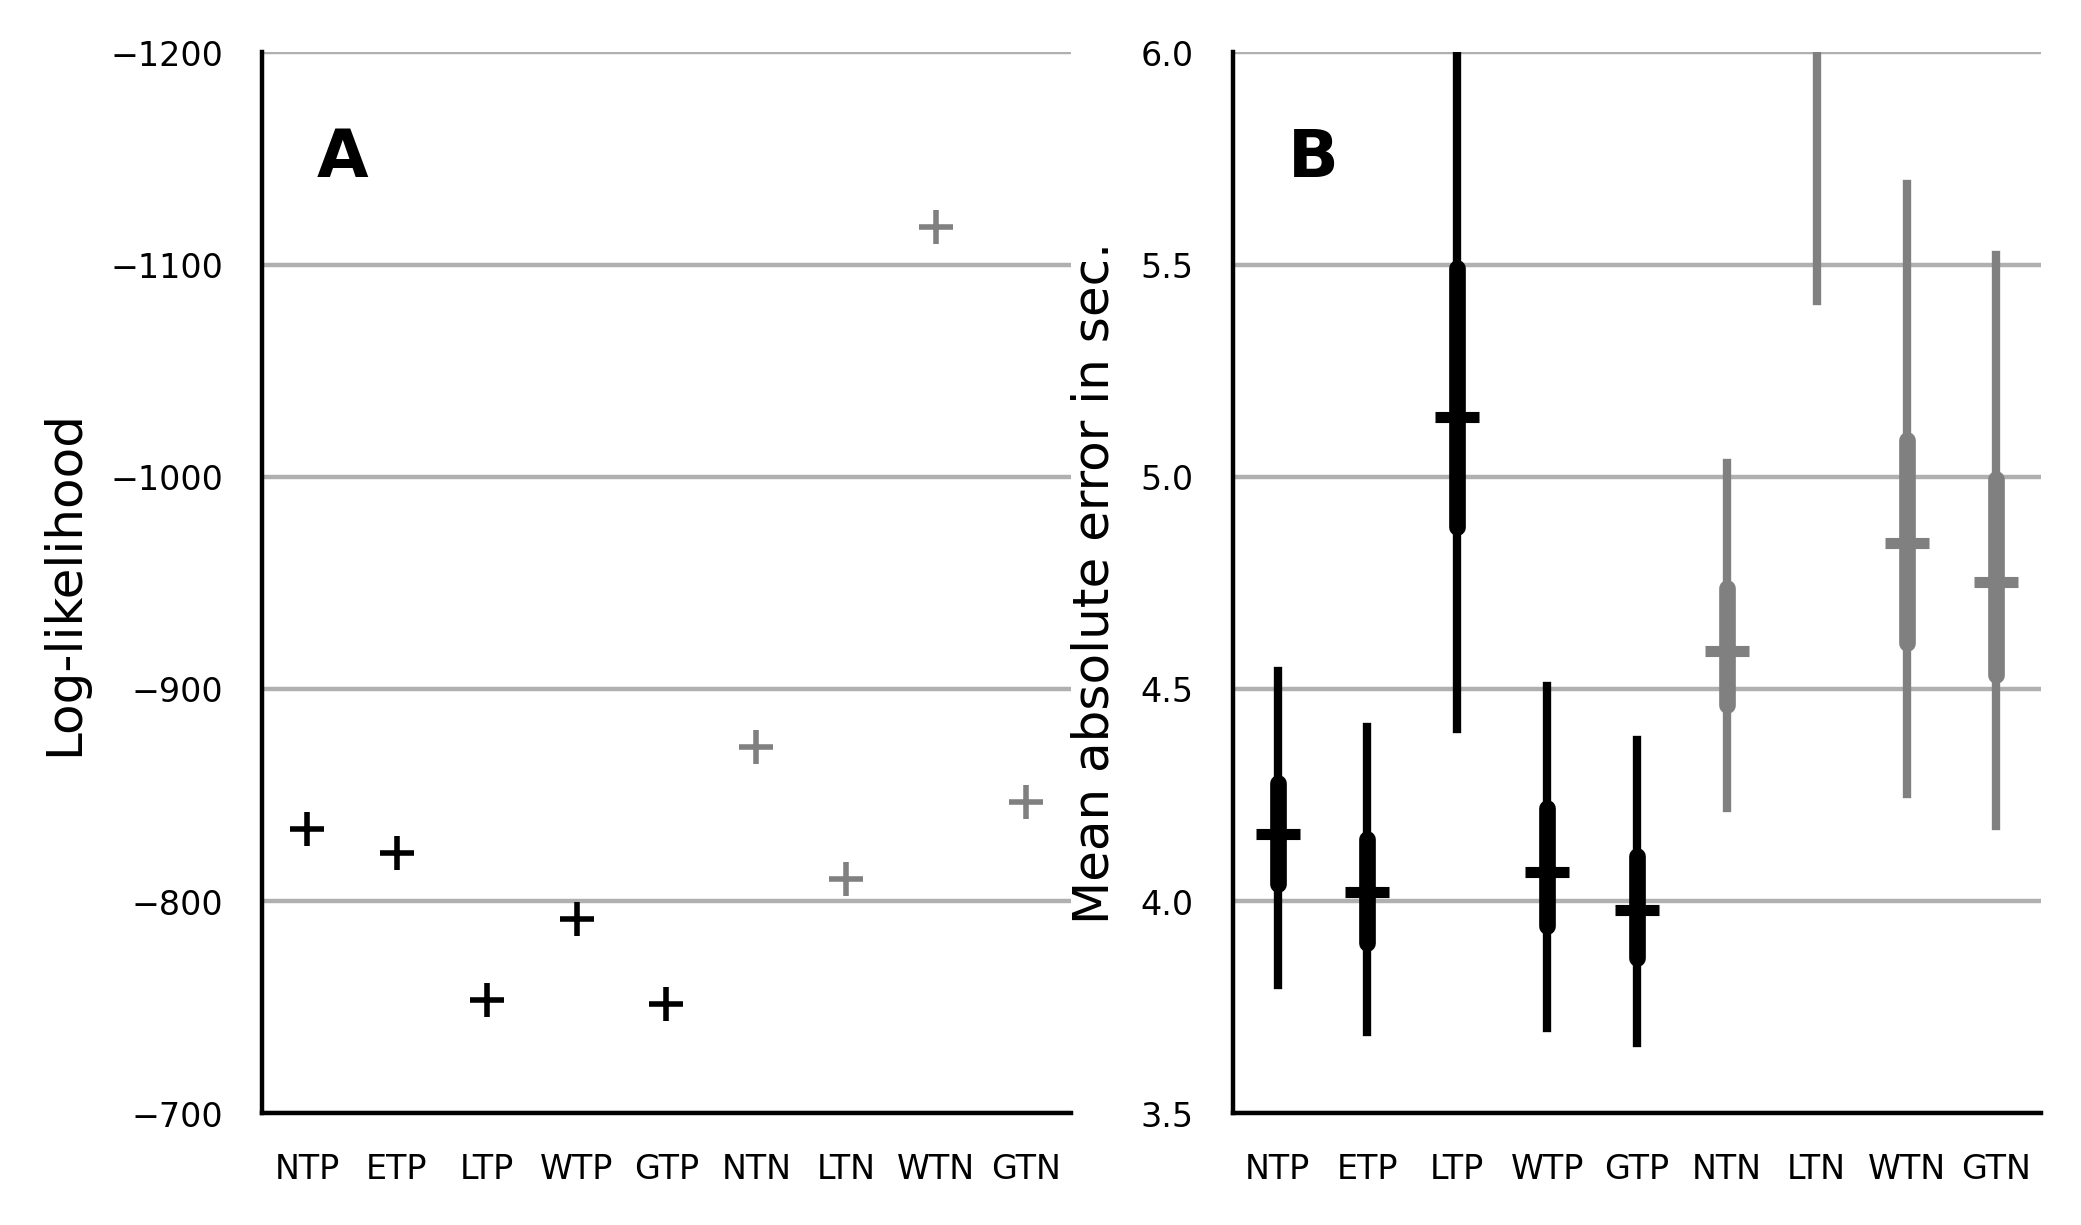 A
Log-likelihood
−1200
−1100
−1000
−900
−800
−700
NTP ETP LTP WTP GTP NTN LTN WTN GTN
B
Mean absolute error in sec.
6.0
5.5
5.0
4.5
4.0
3.5
NTP ETP LTP WTP GTP NTN LTN WTN GTN